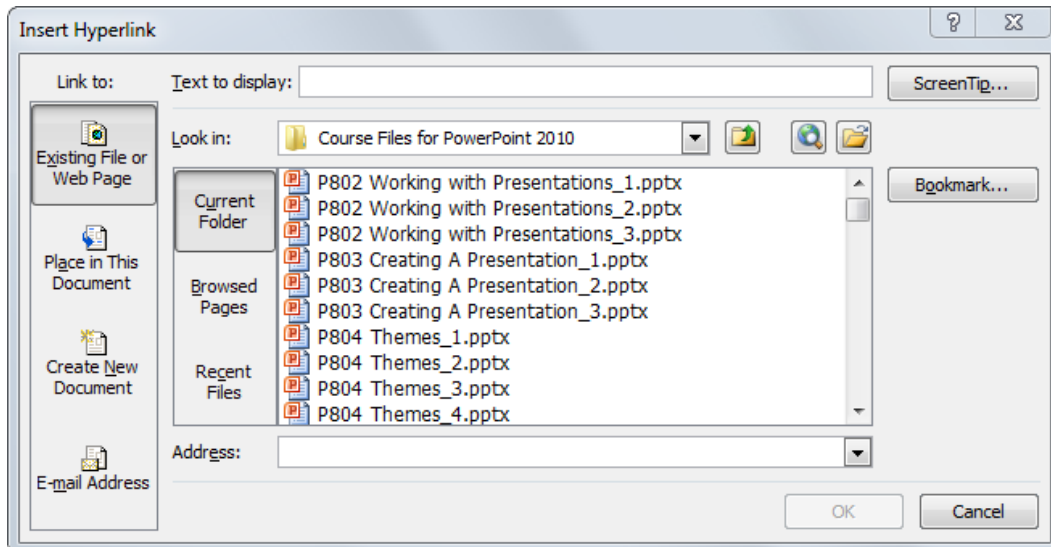 Insert Hyperlink
Link to:
Text to display:
ScreenTip...
Existing File or
Web Page
Look in:
Course Files for PowerPoint 2010
Current
Folder
P802 Working with Presentations_1.pptx
P802 Working with Presentations_2.pptx
P802 Working with Presentations_3.pptx
P803 Creating A Presentation_1.pptx
P803 Creating A Presentation_2.pptx
P803 Creating A Presentation_3.pptx
P804 Themes_1.pptx
P804 Themes_2.pptx
P804 Themes_3.pptx
P804 Themes_4.pptx
Bookmark...
Place in This
Document
Browsed
Pages
Create New
Document
Recent
Files
E-mail Address
Address:
OK
Cancel